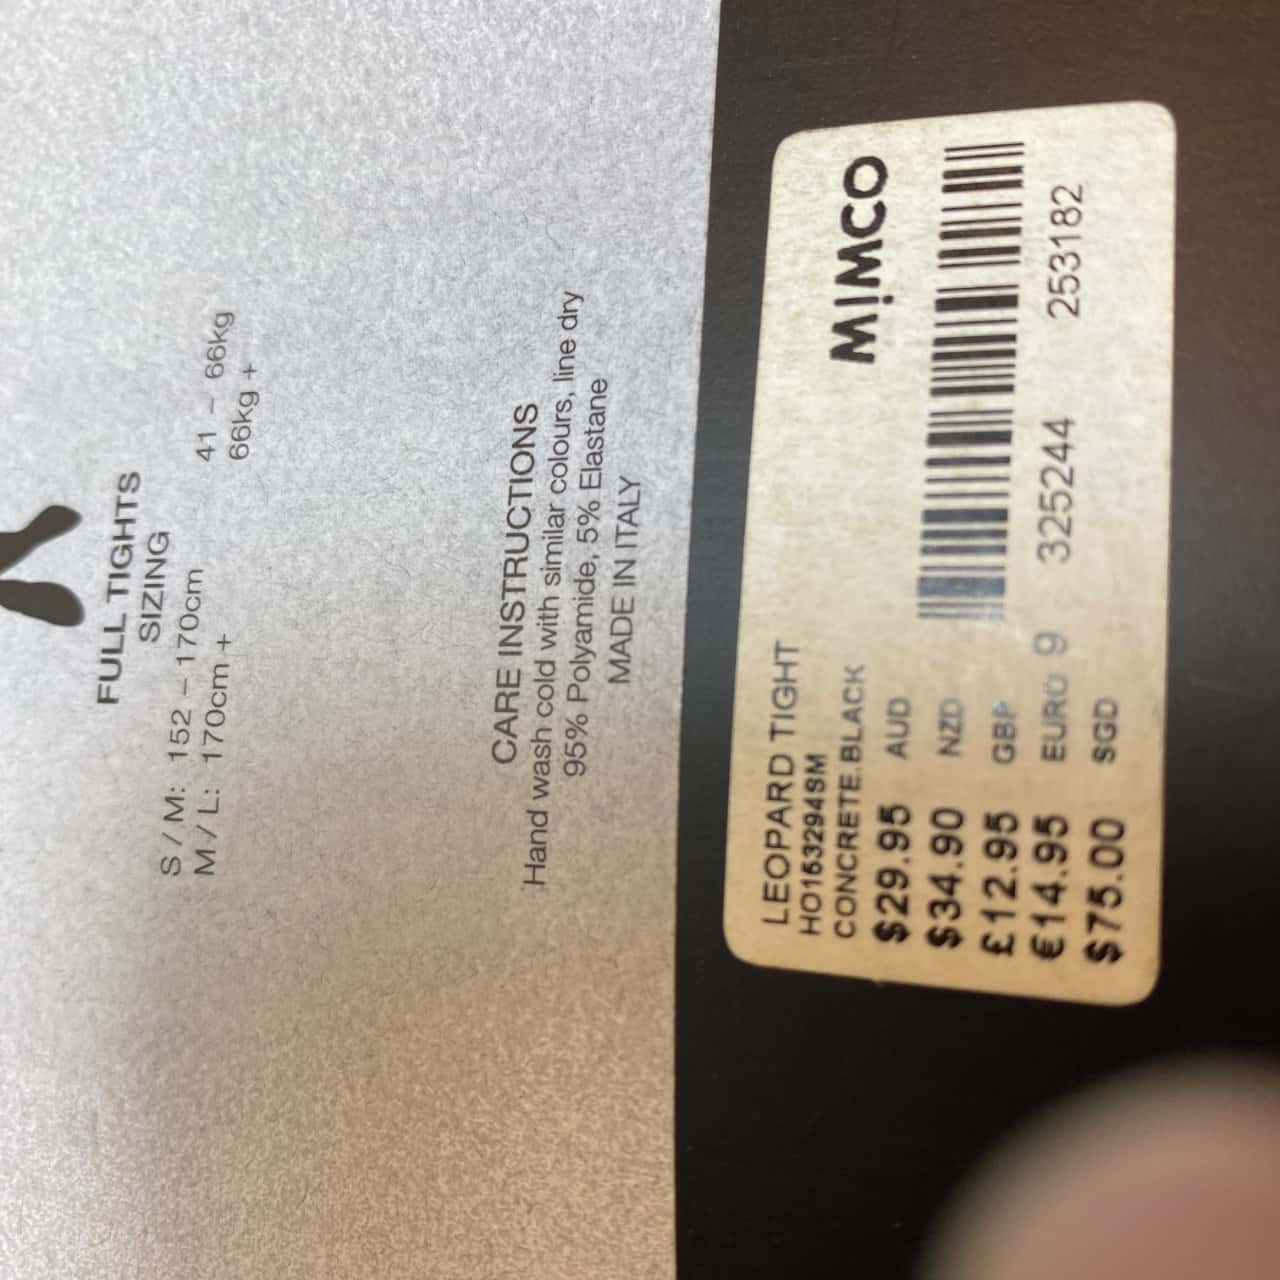 FULL TIGHTS
SIZING
S / M: 152 – 170cm 41 – 66kg
M / L: 170cm + 66kg +
CARE INSTRUCTIONS
Hand wash cold with similar colours, line dry
95% Polyamide, 5% Elastane
MADE IN ITALY
MIMCO
LEOPARD TIGHT
HO163294SM
CONCRETE.BLACK
$29.95 AUD
$34.90 NZD
£12.95 GBP
€14.95 EURO
$75.00 SGD
9 325244 253182